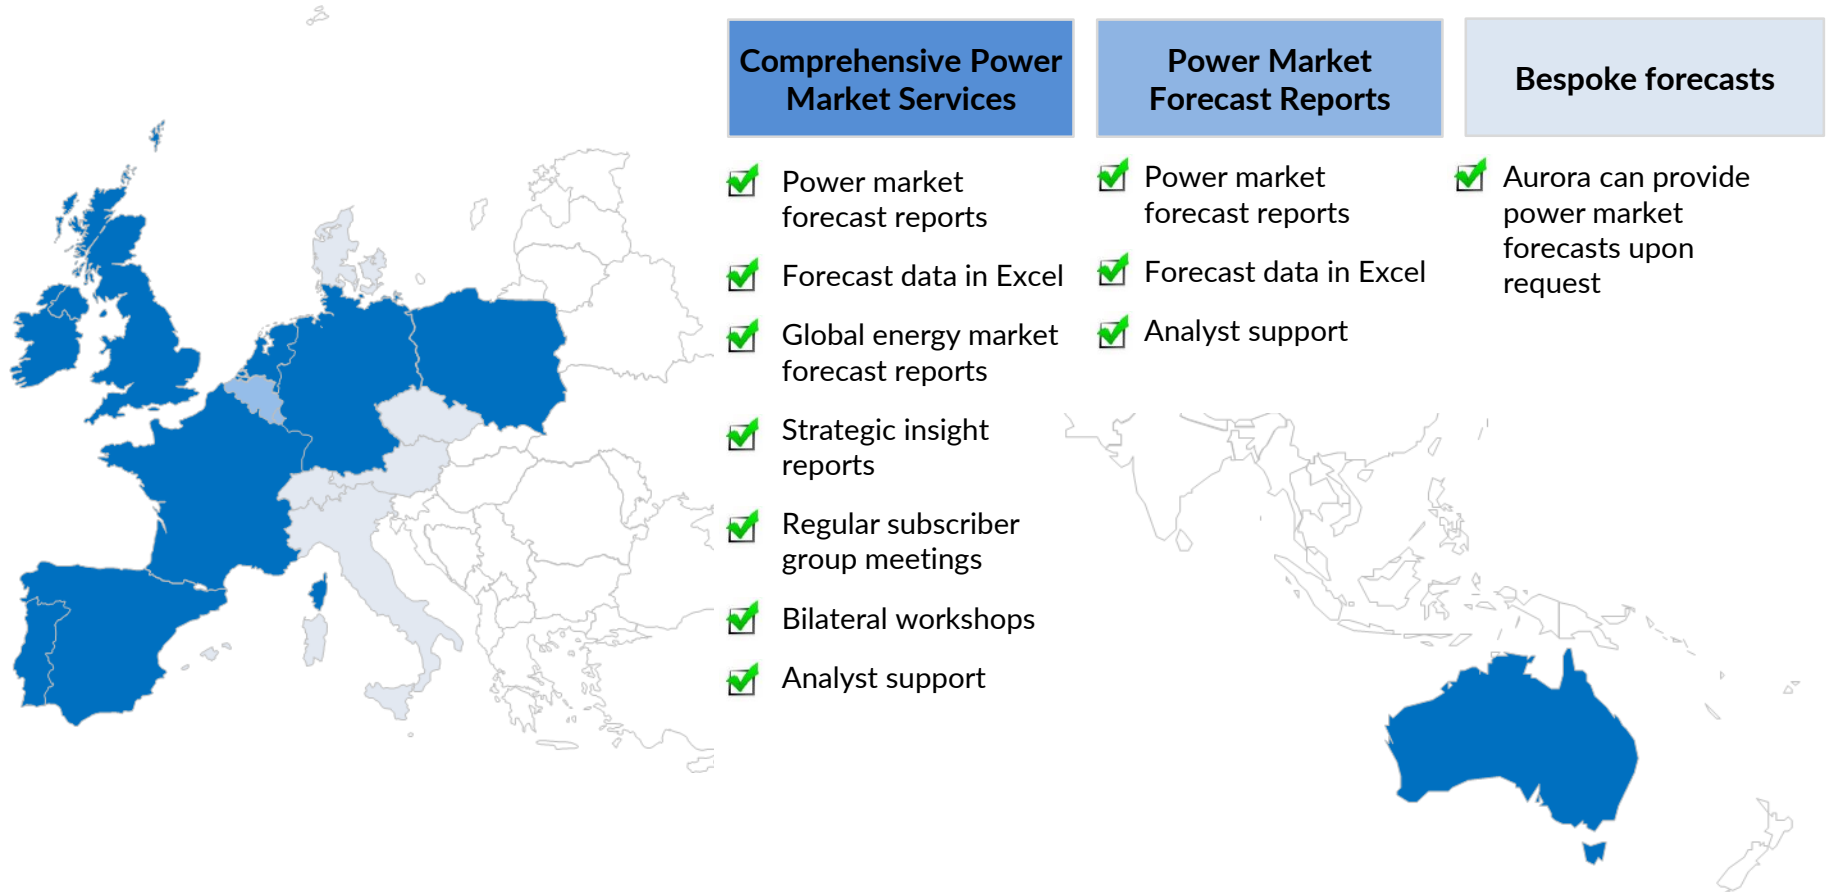 Comprehensive Power
Market Services
Power market
forecast reports
Forecast data in Excel
Global energy market
forecast reports
Strategic insight
reports
Regular subscriber
group meetings
Bilateral workshops
Analyst support
Power Market
Forecast Reports
Power market
forecast reports
Forecast data in Excel
Analyst support
Bespoke forecasts
Aurora can provide
power market
forecasts upon
request